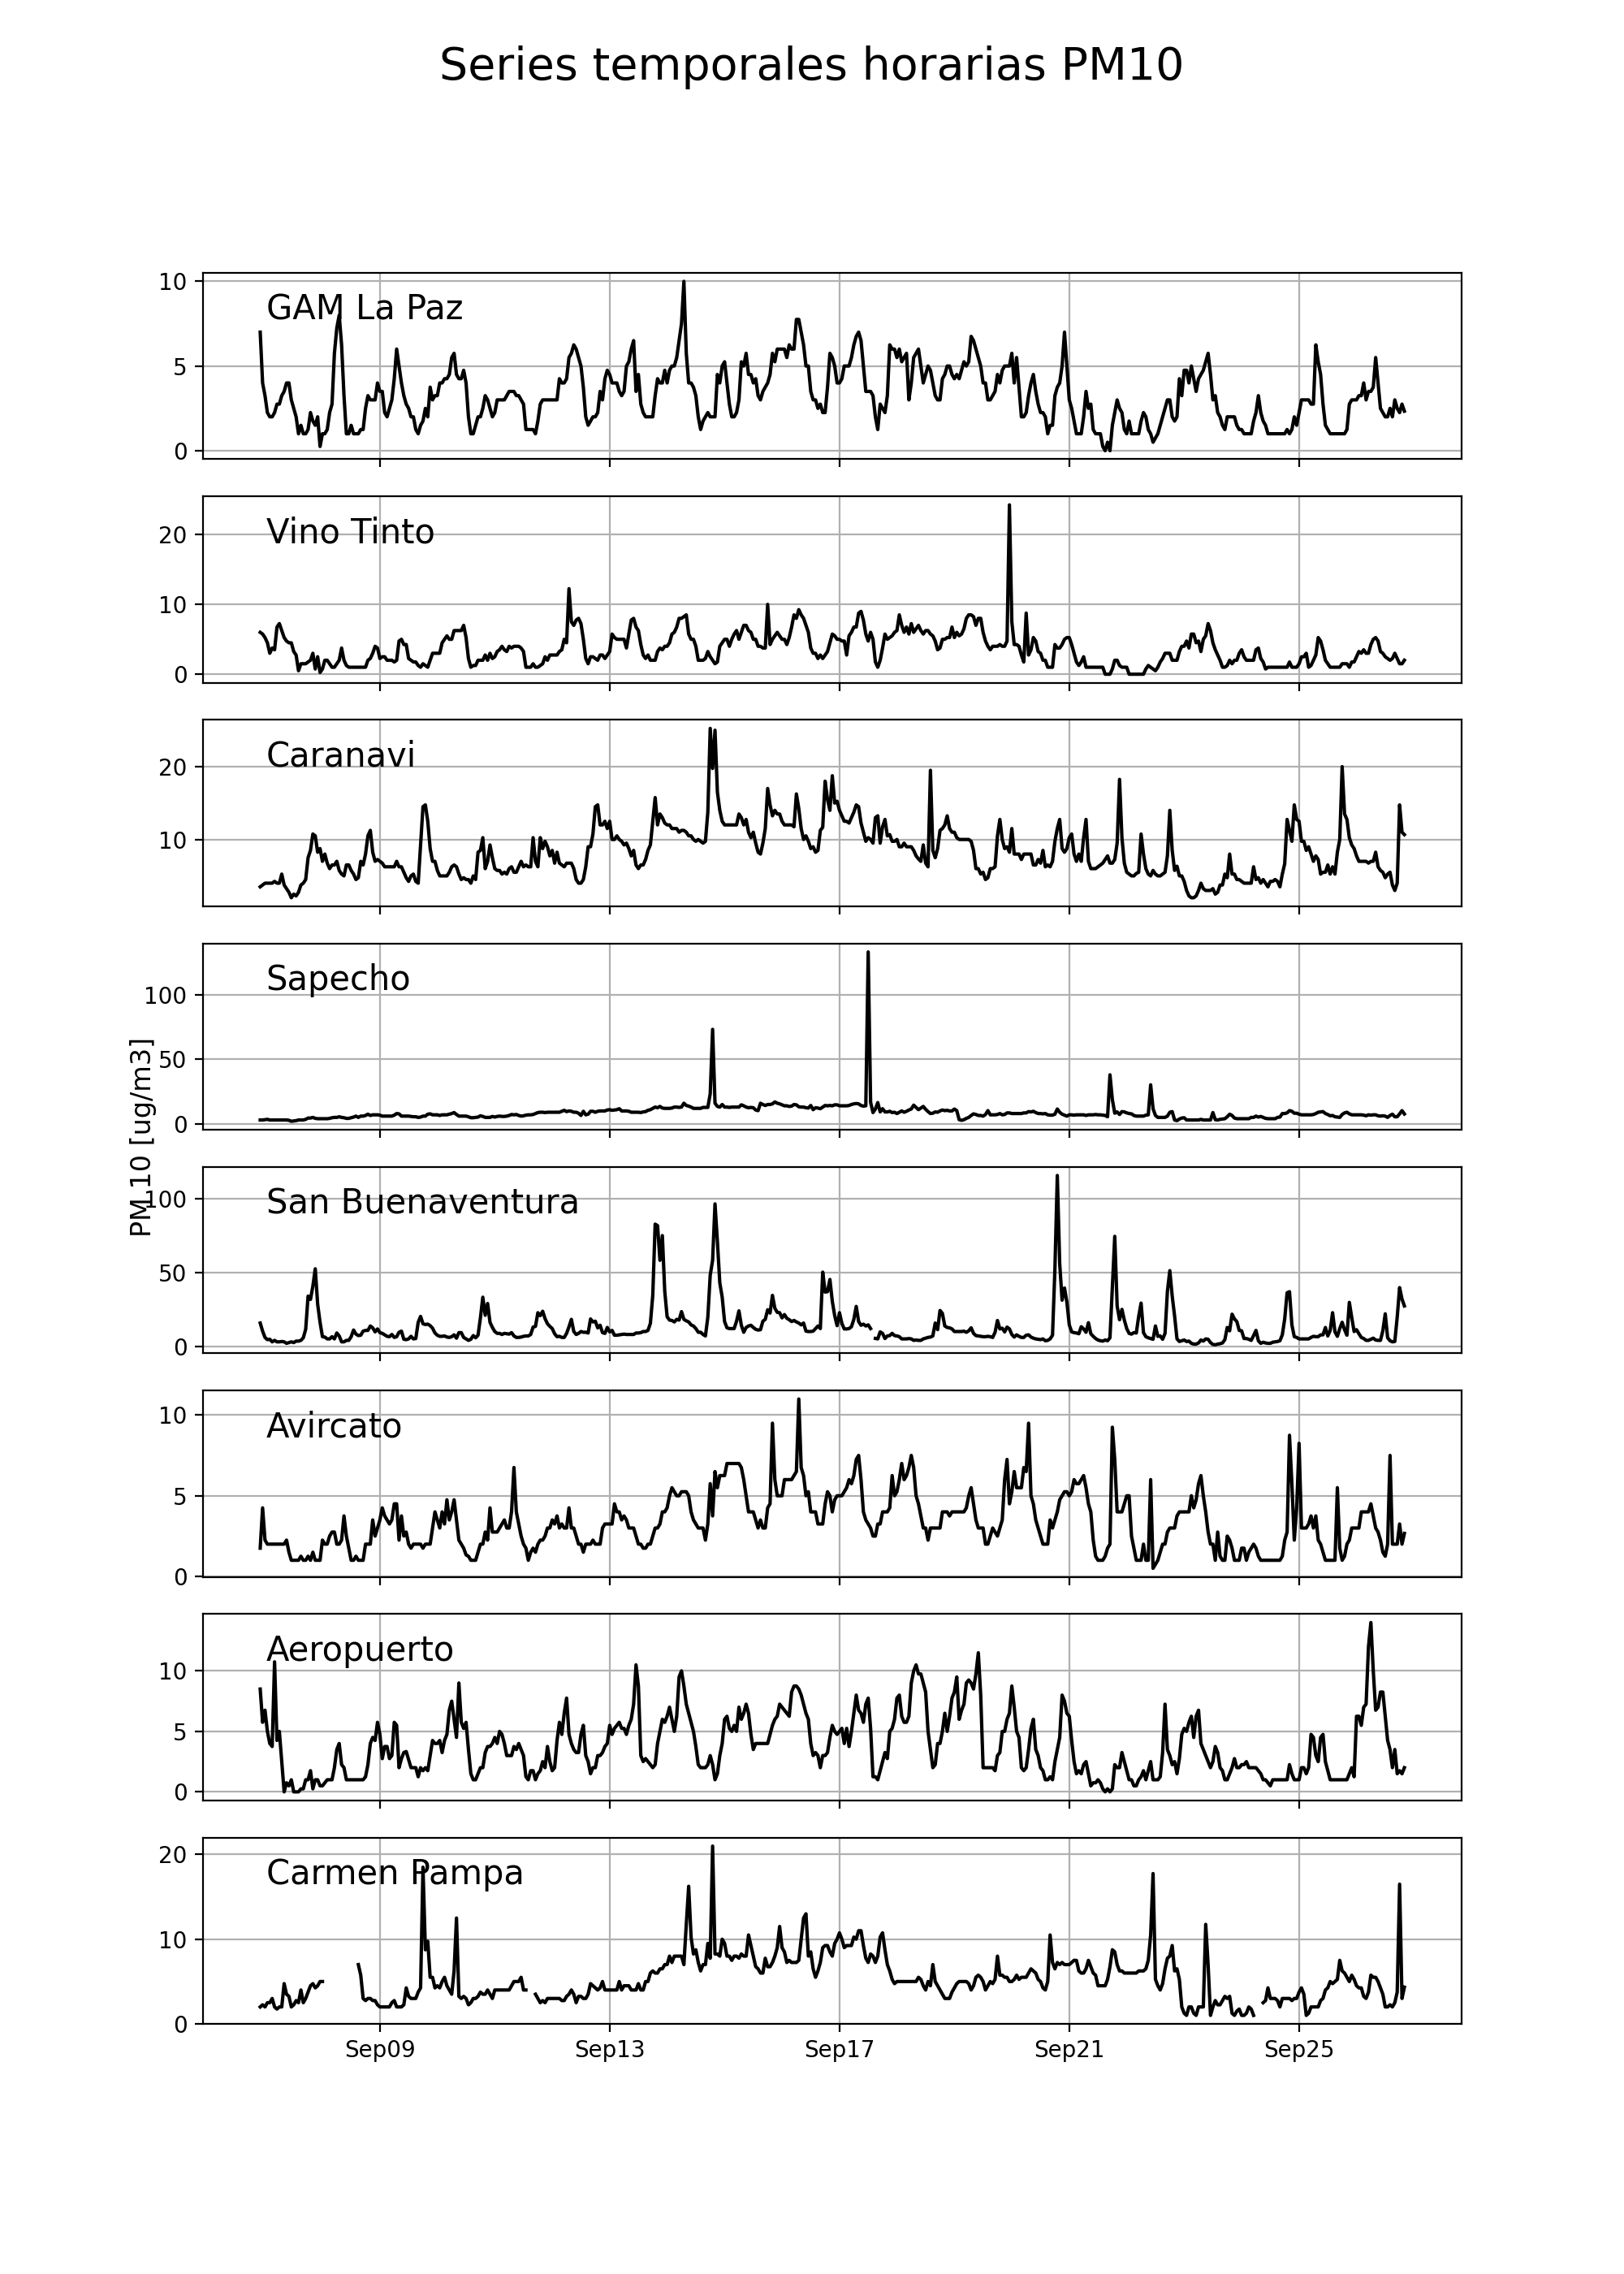 Series temporales horarias PM10
10
GAM La Paz
5
0
20
Vino Tinto
10
0
20
Caranavi
10
100
Sapecho
50
0
PM 10 [ug/m3]
100
San Buenaventura
50
0
10
Avircato
5
0
10
Aeropuerto
5
0
20
Carmen Pampa
10
0
Sep09 Sep13 Sep17 Sep21 Sep25